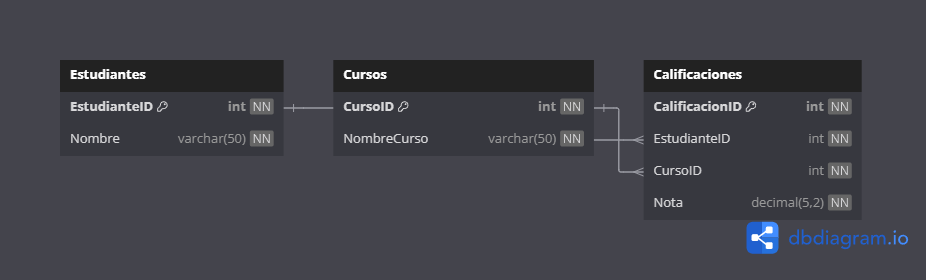 Estudiantes
EstudianteID int NN
Nombre varchar(50) NN
Cursos
CursoID int NN
NombreCurso varchar(50) NN
Calificaciones
CalificacionID int NN
EstudianteID int NN
CursoID int NN
Nota decimal(5,2) NN
dbdiagram.io